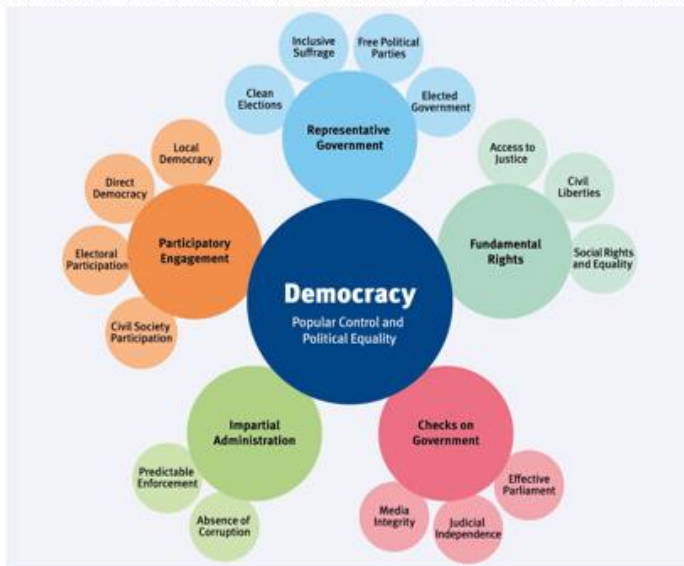 Inclusive
Suffrage
Free Political
Parties
Clean
Elections
Elected
Government
Representative
Government
Local
Democracy
Direct
Democracy
Electoral
Participation
Civil Society
Participation
Participatory
Engagement
Access to
Justice
Civil
Liberties
Social Rights
and Equality
Fundamental
Rights
Democracy
Popular Control and
Political Equality
Impartial
Administration
Predictable
Enforcement
Absence of
Corruption
Checks on
Government
Effective
Parliament
Media
Integrity
Judicial
Independence